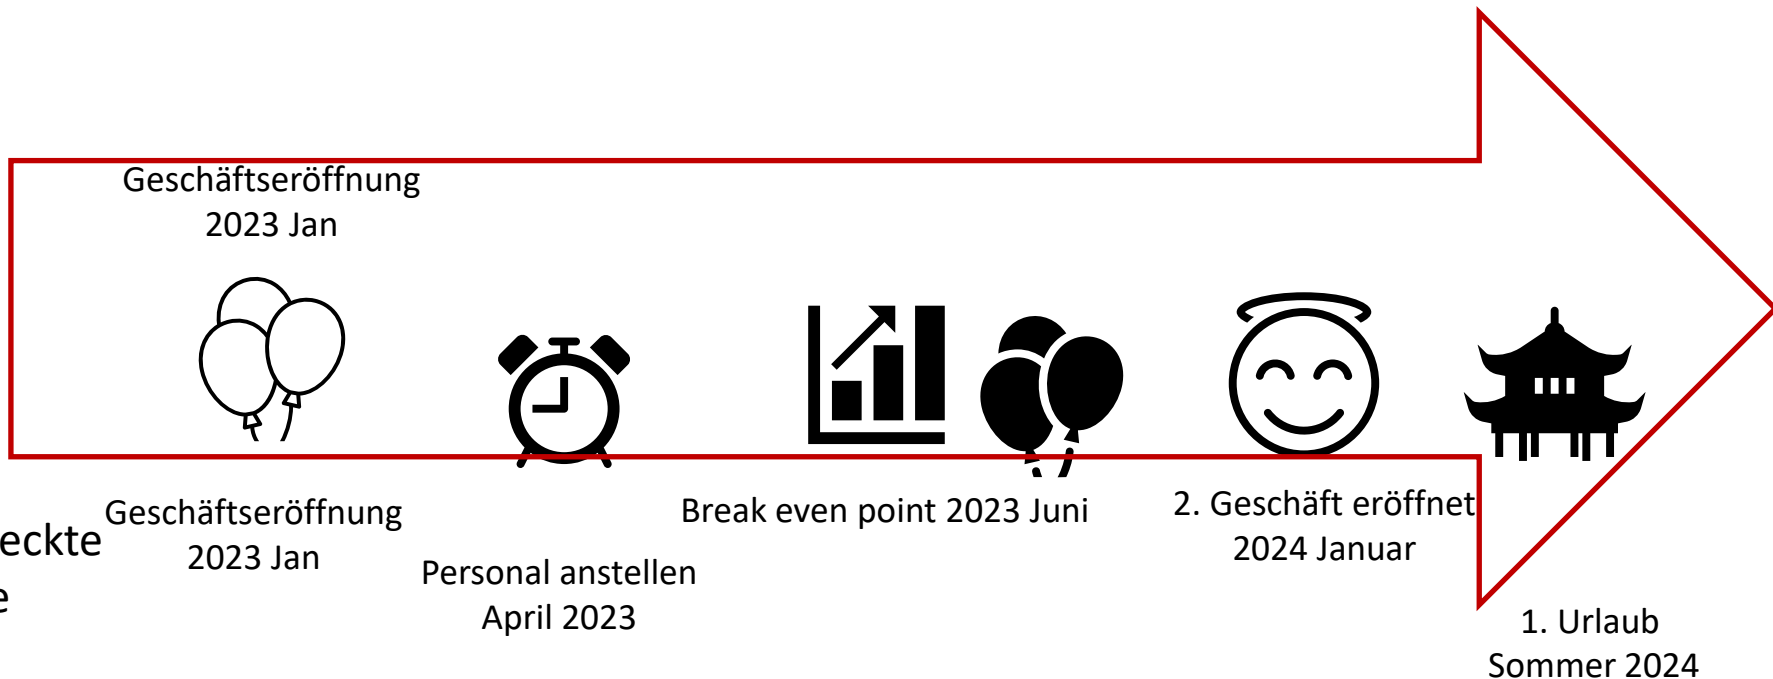 Geschäftseröffnung
2023 Jan
Geschäftseröffnung
2023 Jan
eckte
e
Personal anstellen
April 2023
Break even point 2023 Juni
2. Geschäft eröffnet
2024 Januar
1. Urlaub
Sommer 2024